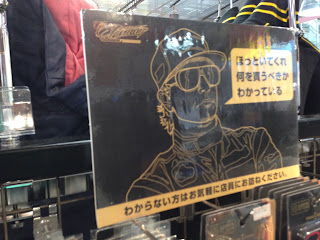 ほっといてくれ
何を買うべきか
わかっている
わからない方はお気軽に店員にお訊ねください。